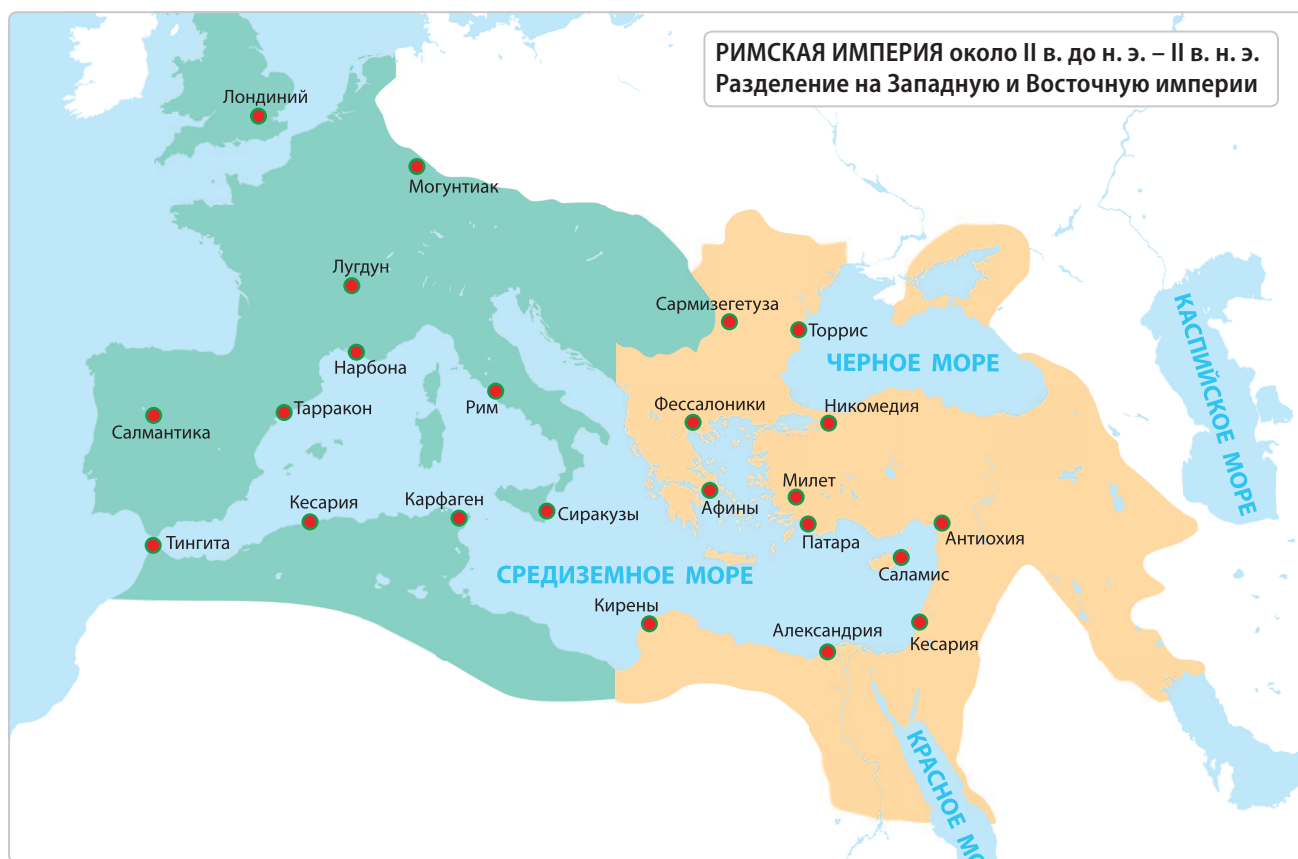 РИМСКАЯ ИМПЕРИЯ около II в. до н. э. – II в. н. э.
Разделение на Западную и Восточную империи
Лондиний
Могунтиак
Лугдун
Сармизегетуза
Торрис
ЧЕРНОЕ МОРЕ
КАСПИЙСКОЕ МОРЕ
Нарбона
Рим
Тарракон
Салмантика
Фессалоники
Никомедия
Милет
Кесария
Карфаген
Сиракузы
Афины
Патара
Антиохия
Тингита
СРЕДИЗЕМНОЕ МОРЕ
Саламис
Кирены
Александрия
Кесария
КРАСНОЕ МО